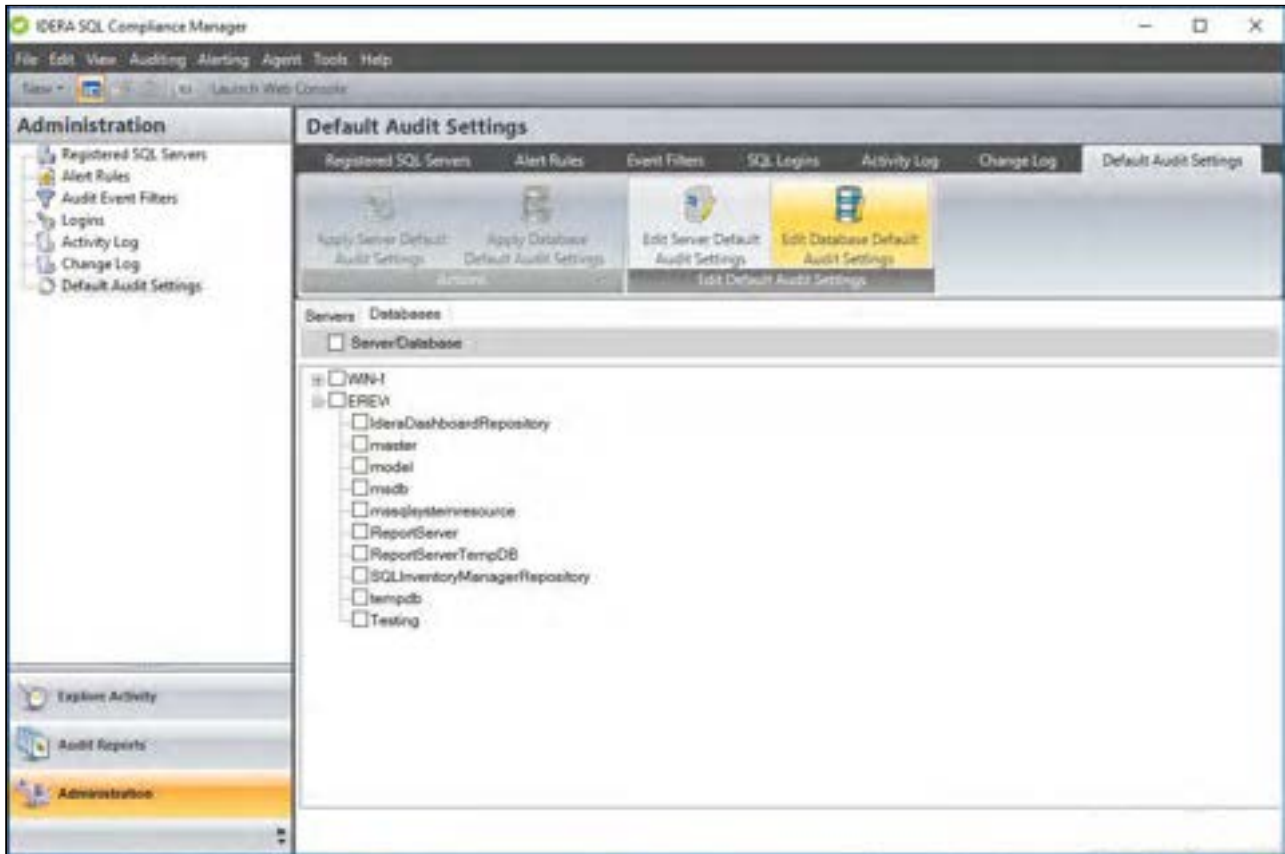 IDERA SQL Compliance Manager
File Edit View Auditing Alerting Agent Tools Help
New Launch Web Console
Administration
Registered SQL Servers
Alert Rules
Audit Event Filters
Logins
Activity Log
Change Log
Default Audit Settings
Explore Activity
Audit Reports
Administration
Default Audit Settings
Registered SQL Servers Alert Rules Event Filters SQL Logins Activity Log Change Log Default Audit Settings
Apply Server Default Audit Settings
Apply Database Default Audit Settings
Actions
Edit Server Default Audit Settings
Edit Database Default Audit Settings
Edit Default Audit Settings
Servers Databases
Server/Database
WIN-
EREV
IderaDashboardRepository
master
model
msdb
mssqlsystemresource
ReportServer
ReportServerTempDB
SQLInventoryManagerRepository
tempdb
Testing